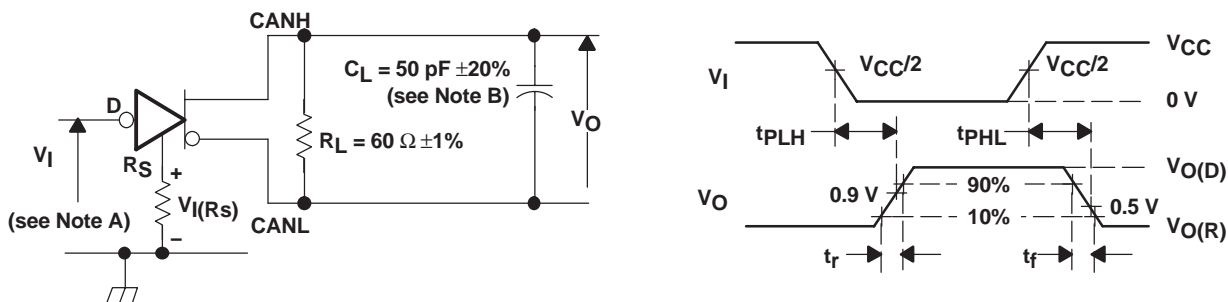 CANH
D
VI
(see Note A)
RS
+
VI(Rs)
−
CL = 50 pF ±20%
(see Note B)
RL = 60 Ω ±1%
VO
CANL
VI
VCC
VCC/2
VCC/2
0 V
tPLH
tPHL
VO
0.9 V
90%
10%
0.5 V
VO(D)
VO(R)
tr
tf